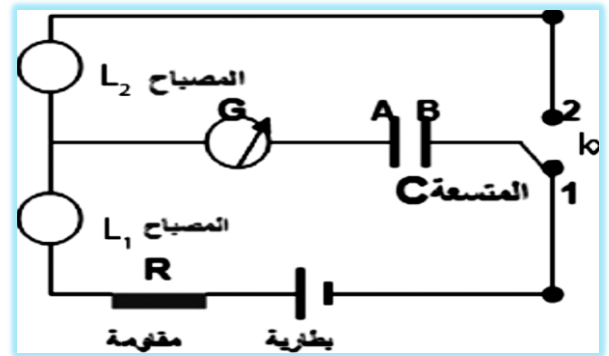 L2 المصباح
G A B 2
k
C المتسعة 1
L1 المصباح
R
مقاومة بطارية